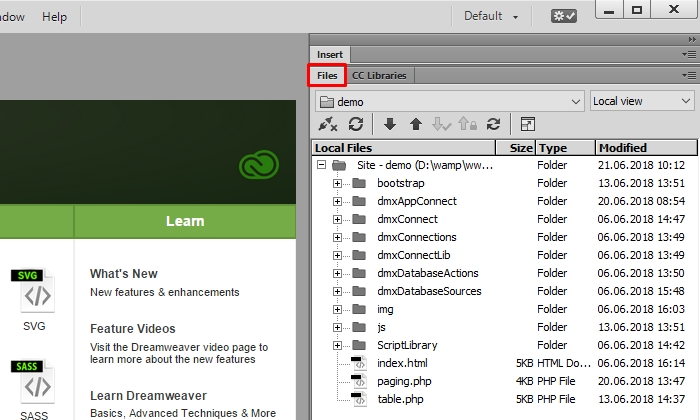 ndow Help Default
Insert
Files CC Libraries
demo Local view
Local Files Size Type Modified
Site - demo (D:\wamp\ww... Folder 21.06.2018 10:12
bootstrap Folder 13.06.2018 13:51
dmxAppConnect Folder 20.06.2018 08:54
dmxConnect Folder 06.06.2018 14:47
dmxConnections Folder 06.06.2018 13:49
dmxConnectLib Folder 06.06.2018 13:49
dmxDatabaseActions Folder 06.06.2018 13:50
dmxDatabaseSources Folder 06.06.2018 15:48
img Folder 06.06.2018 16:03
js Folder 13.06.2018 13:51
ScriptLibrary Folder 06.06.2018 14:42
index.html 5KB HTML Do... 06.06.2018 16:14
paging.php 4KB PHP File 20.06.2018 13:47
table.php 5KB PHP File 13.06.2018 14:37
Learn
SVG
SVG
SASS
SASS
What's New
New features & enhancements
Feature Videos
Visit the Dreamweaver video page to
learn more about the new features
Learn Dreamweaver
Basics, Advanced Techniques & More